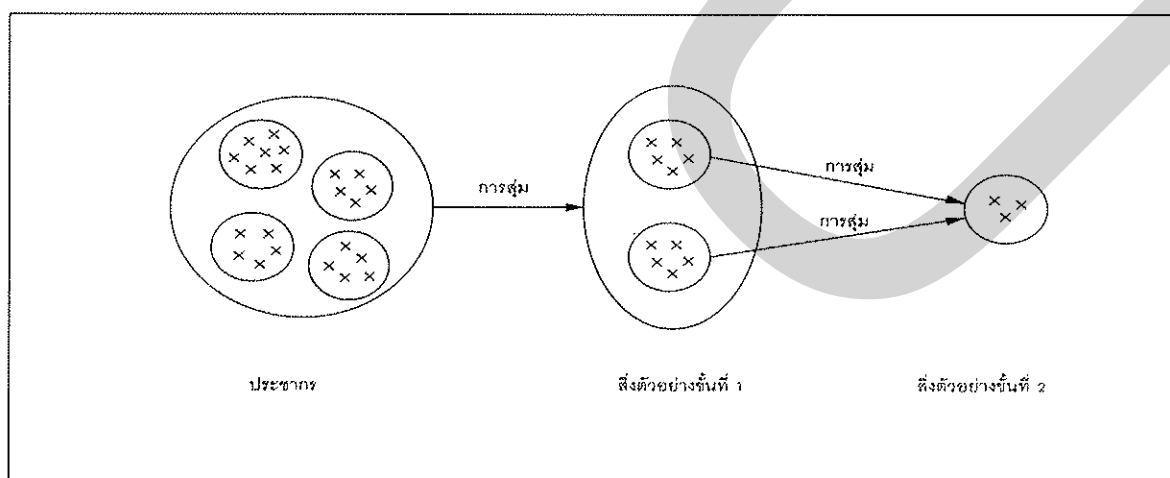 การสุ่ม
การสุ่ม
การสุ่ม
ประชากร
สิ่งตัวอย่างขั้นที่ 1
สิ่งตัวอย่างขั้นที่ 2